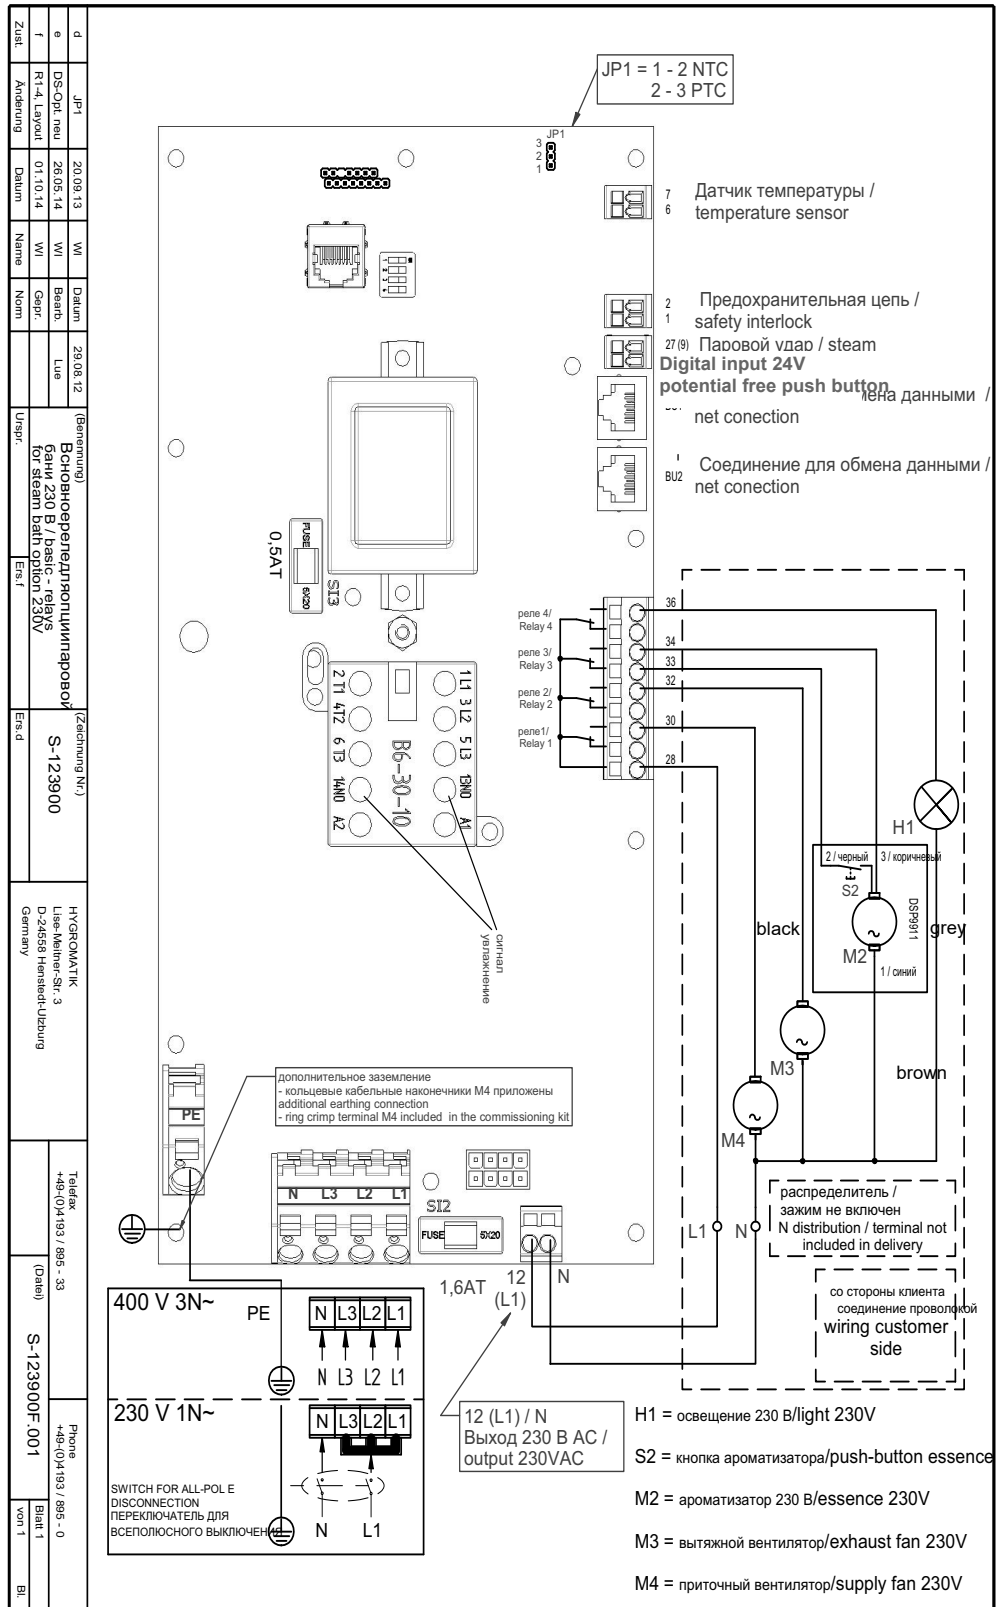 JP1 = 1 - 2 NTC
2 - 3 PTC
JP1
3
2
1
7
6
Датчик температуры /
temperature sensor
2
1
Предохранительная цепь /
safety interlock
27 (9)
Паровой удар / steam
Digital input 24V
potential free push button
мена данными /
net conection
BU2
Соединение для обмена данными /
net conection
FUSE
5X20
0,5AT
SI3
реле 4/
Relay 4
реле 3/
Relay 3
реле 2/
Relay 2
реле1/
Relay 1
36
34
33
32
30
28
2 T1
4T2
6 T3
14NO
A2
1 L1
3 L2
5 L3
13NO
A1
B6-30-10
сигнал
увлажнение
H1
2 / черный
3 / коричневый
S2
DSP9911
M2
1 / синий
black
grey
M3
brown
M4
PE
дополнительное заземление
- кольцевые кабельные наконечники M4 приложены
additional earthing connection
- ring crimp terminal M4 included in the commissioning kit
N L3 L2 L1
SI2
FUSE
5X20
1,6AT
12
(L1)
N
L1
N
распределитель /
зажим не включен
N distribution / terminal not
included in delivery
со стороны клиента
соединение проволокой
wiring customer
side
400 V 3N~
PE
N L3 L2 L1
N L3 L2 L1
230 V 1N~
N L3 L2 L1
SWITCH FOR ALL-POL E
DISCONNECTION
ПЕРЕКЛЮЧАТЕЛЬ ДЛЯ
ВСЕПОЛЮСНОГО ВЫКЛЮЧЕНИЯ
N
L1
12 (L1) / N
Выход 230 В AC /
output 230VAC
H1 = освещение 230 В/light 230V
S2 = кнопка ароматизатора/push-button essence
M2 = ароматизатор 230 В/essence 230V
M3 = вытяжной вентилятор/exhaust fan 230V
M4 = приточный вентилятор/supply fan 230V
d JP1 20.09.13 WI Datum 29.08.12
e DS-Opt. neu 26.05.14 WI Bearb. Lue
f R1-4, Layout 01.10.14 WI Gepr.
Zust. Änderung Datum Name Norm
(Benennung)
Всновноереледляопциипаровой
бани 230 В / basic - relays
for steam bath option 230V
Urspr.
Ers.f
Ers.d
(Zeichnung Nr.)
S-123900
HYGROMATIK
Lise-Meitner-Str. 3
D-24558 Henstedt-Ulzburg
Germany
Telefax
+49-(0)4193 / 895 - 33
Phone
+49-(0)4193 / 895 - 0
(Datei)
S-123900F.001
Blatt 1
von 1
Bl.